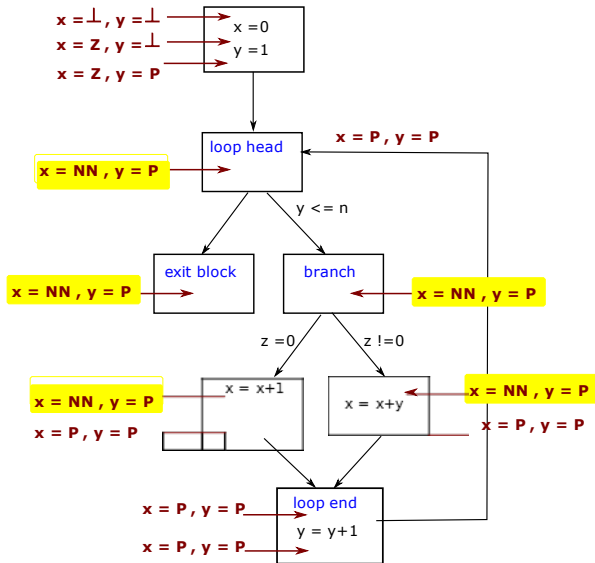 x = ⊥ , y = ⊥
x = Z , y = ⊥
x = Z , y = P
x =0
y =1
x = P , y = P
loop head
x = NN , y = P
y <= n
exit block
branch
x = NN , y = P
x = NN , y = P
z =0
z !=0
x = x+1
x = x+y
x = NN , y = P
x = NN , y = P
x = P , y = P
x = P , y = P
loop end
x = P , y = P
y = y+1
x = P , y = P